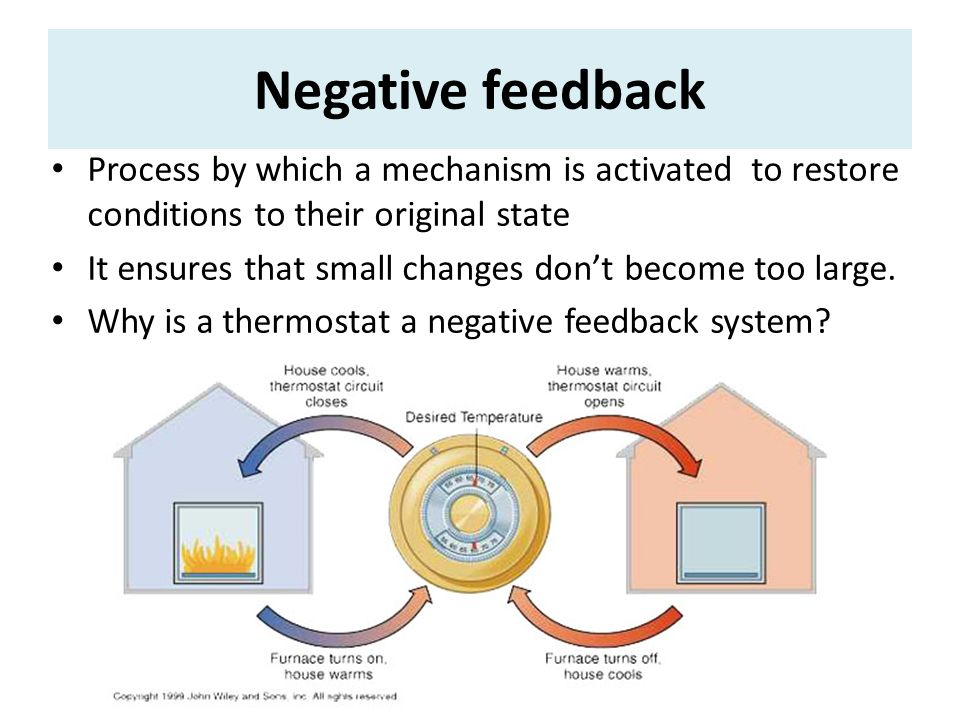 Negative feedback
• Process by which a mechanism is activated  to restore
conditions to their original state
• It ensures that small changes don’t become too large.
• Why is a thermostat a negative feedback system?
House cools,
thermostat circuit
closes
House warms,
thermostat circuit
opens
Desired Temperature
Furnace turns on,
house warms
Furnace turns off,
house cools
Copyright 1999 John Wiley and Sons, Inc. All rights reserved